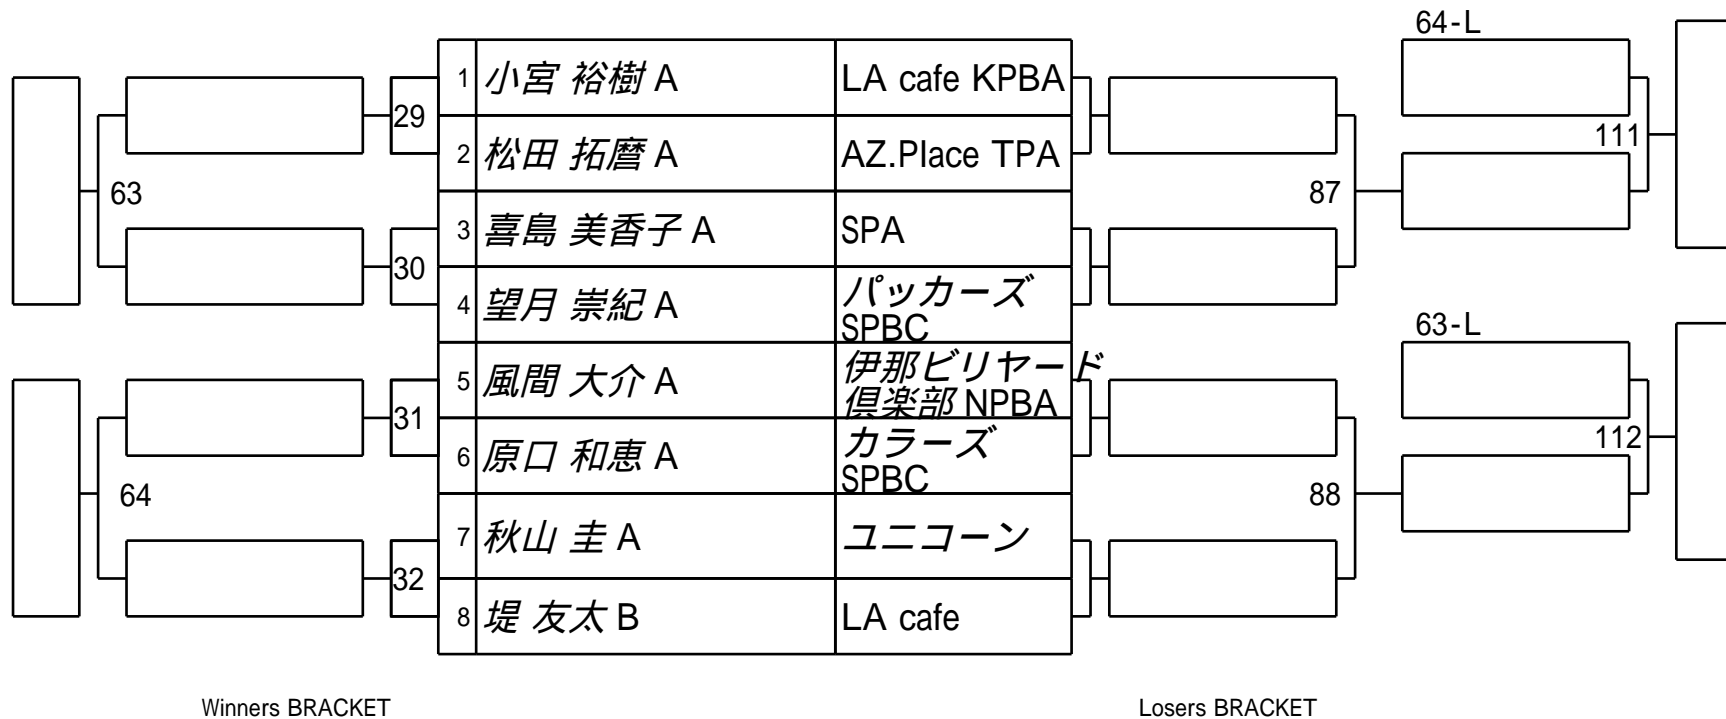 64-L
1 小宮 裕樹 A LA cafe KPBA
29
111
2 松田 拓麿 A AZ.Place TPA
63
87
3 喜島 美香子 A SPA
30
4 望月 崇紀 A パッカーズ
SPBC
63-L
5 風間 大介 A 伊那ビリヤード
倶楽部 NPBA
31
112
6 原口 和恵 A カラーズ
SPBC
64
88
7 秋山 圭 A ユニコーン
32
8 堤 友太 B LA cafe
Winners BRACKET
Losers BRACKET